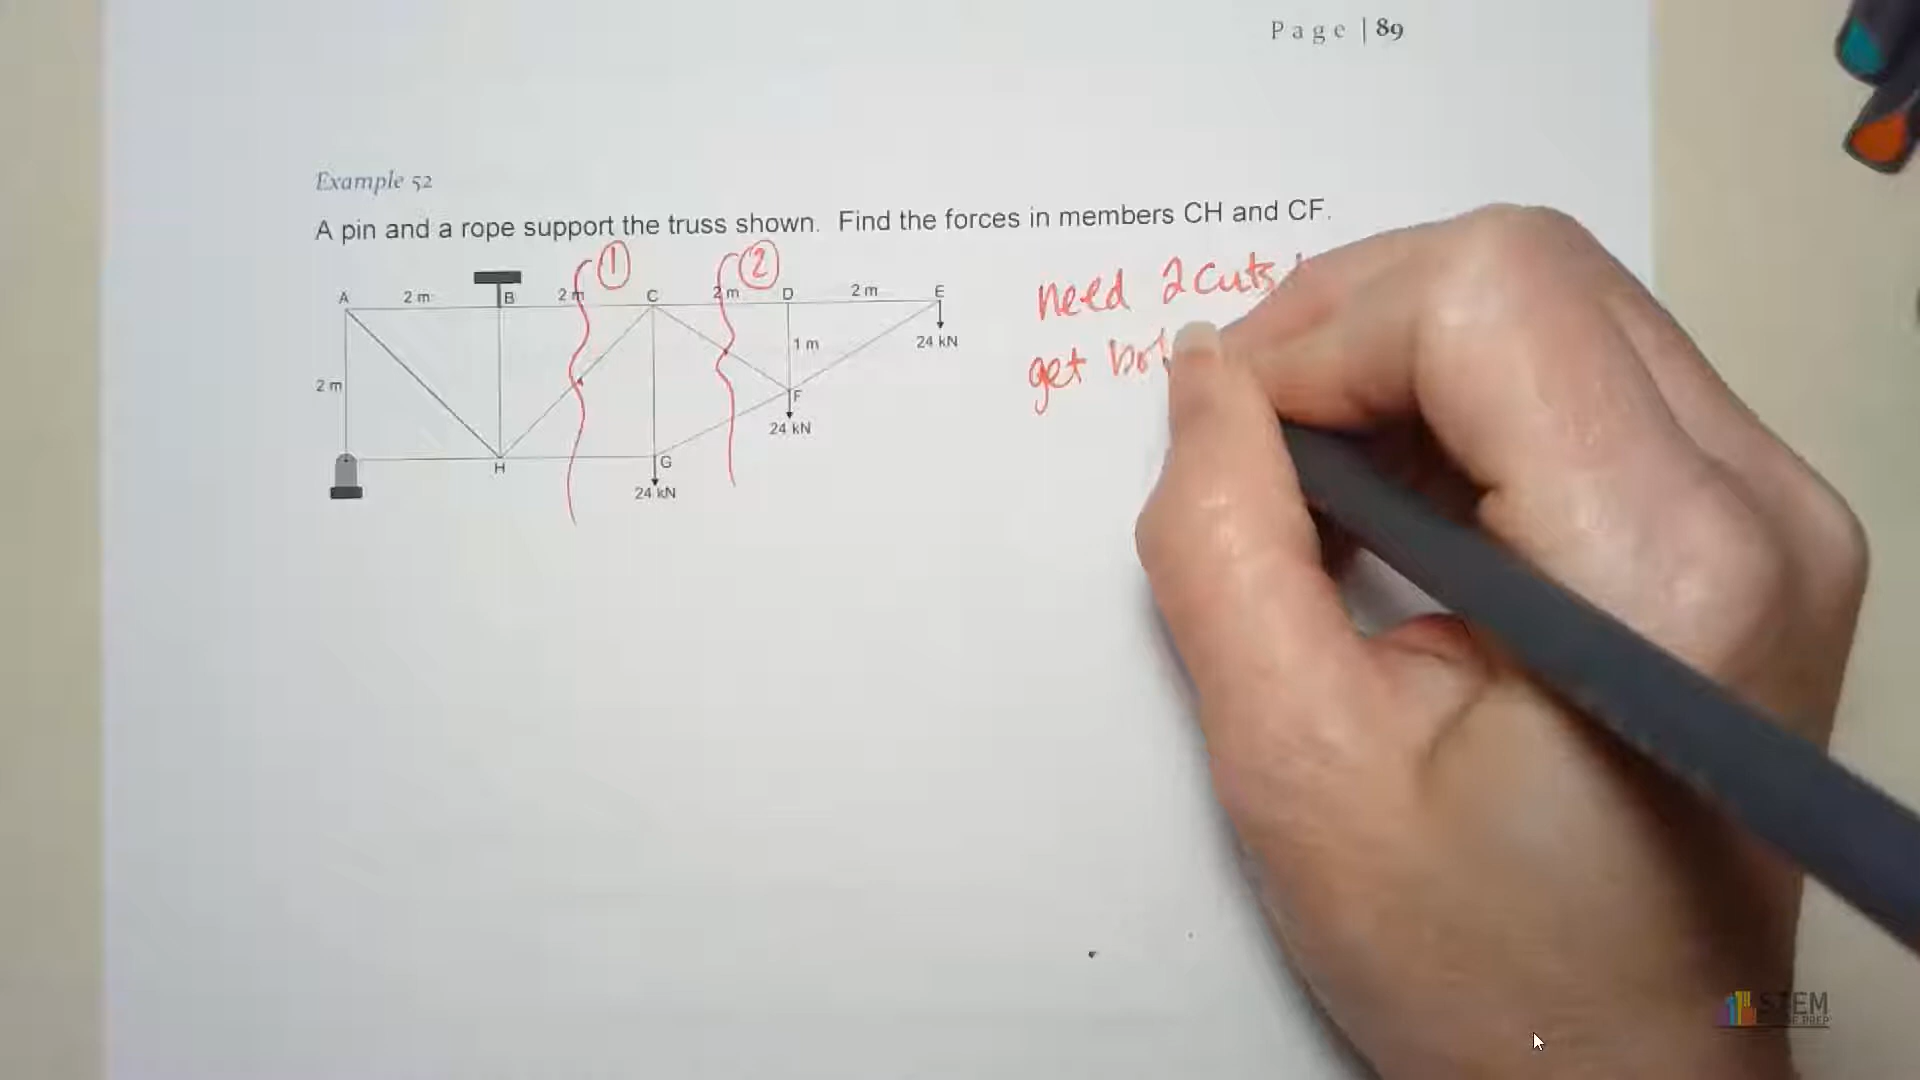 Page | 89
Example 52
A pin and a rope support the truss shown. Find the forces in members CH and CF.
1 2
A 2 m B 2 m C 2 m D 2 m E
need 2 cuts
2 m
1 m
24 kN
get
F
24 kN
H
G
24 kN
STEM